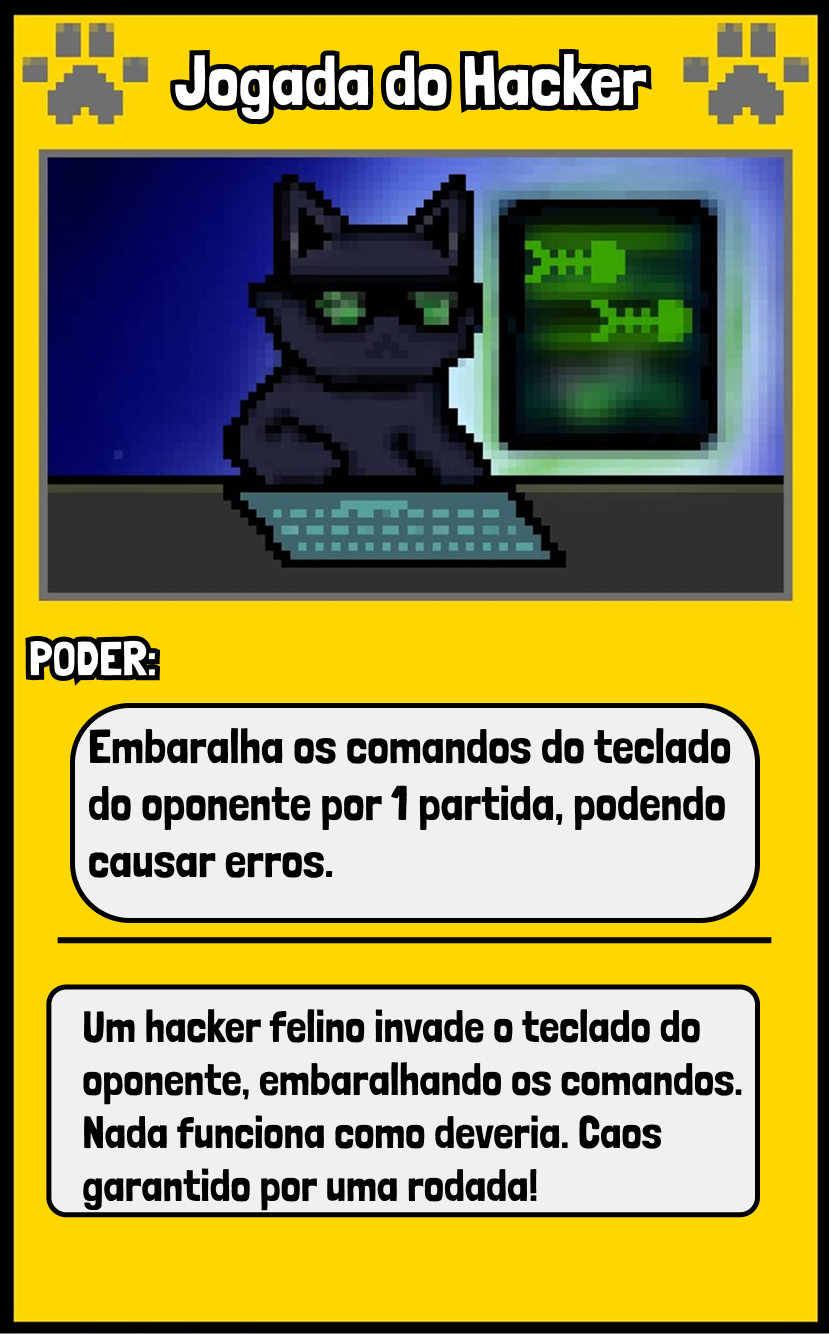 Jogada do Hacker
PODER:
Embaralha os comandos do teclado
do oponente por 1 partida, podendo
causar erros.
Um hacker felino invade o teclado do
oponente, embaralhando os comandos.
Nada funciona como deveria. Caos
garantido por uma rodada!